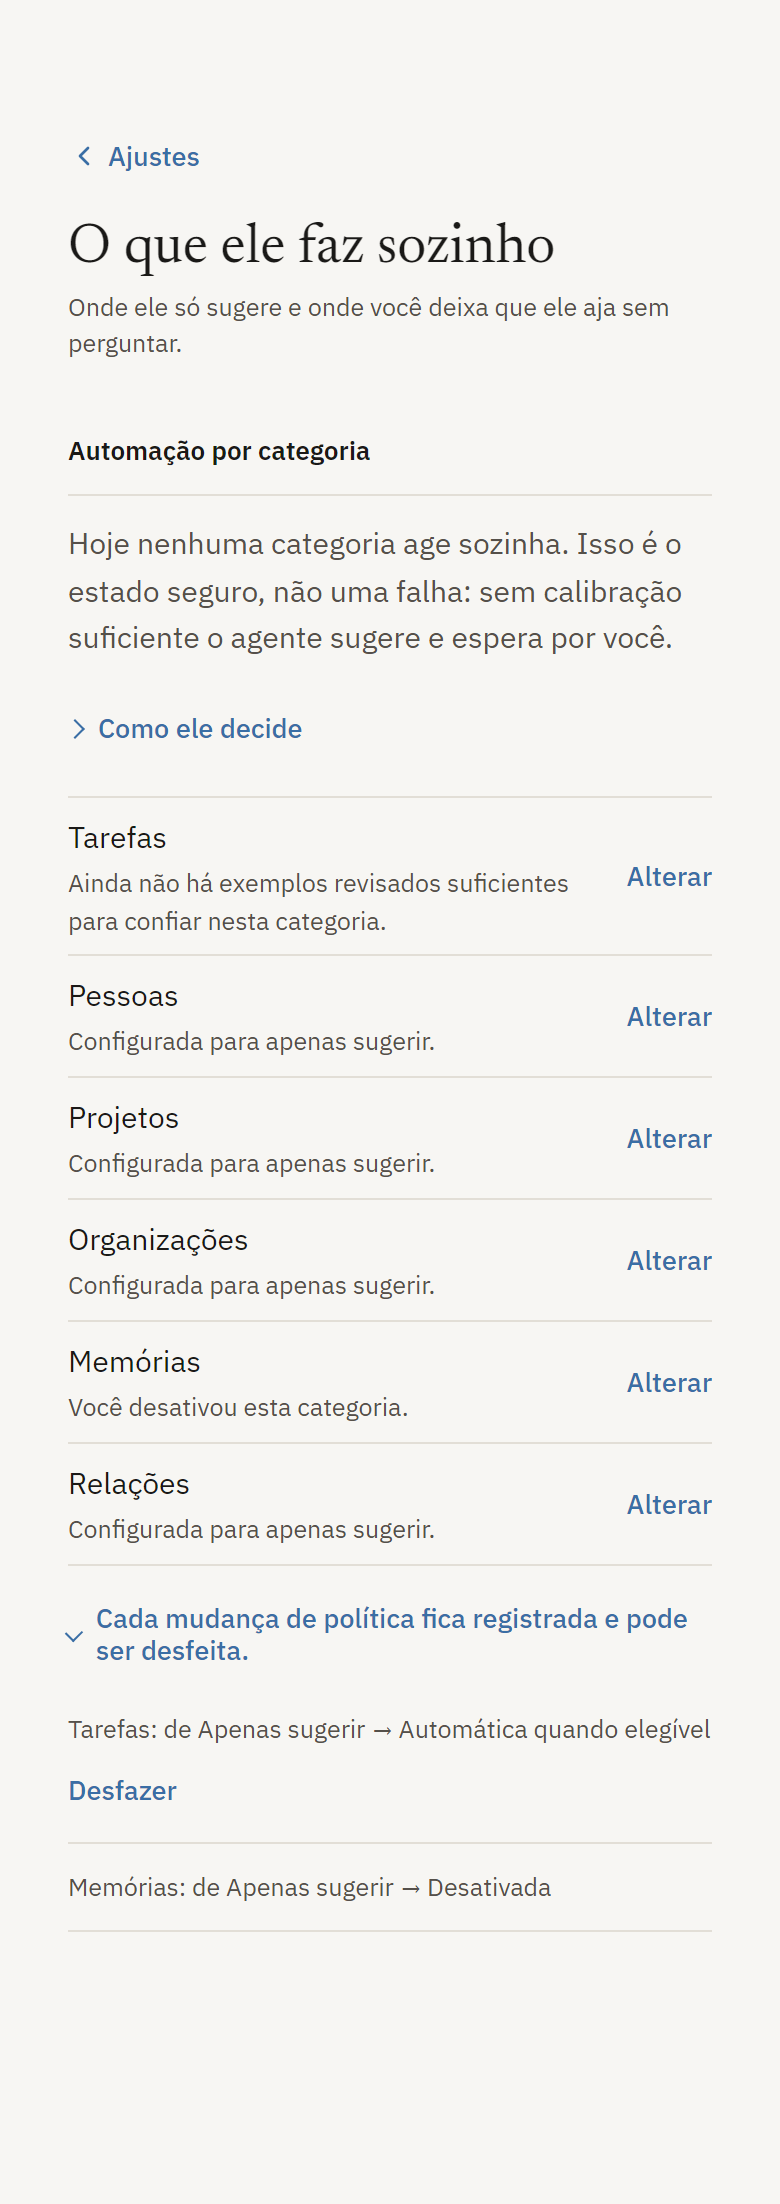 Ajustes
O que ele faz sozinho
Onde ele só sugere e onde você deixa que ele aja sem
perguntar.
Automação por categoria
Hoje nenhuma categoria age sozinha. Isso é o
estado seguro, não uma falha: sem calibração
suficiente o agente sugere e espera por você.
Como ele decide
Tarefas
Ainda não há exemplos revisados suficientes
para confiar nesta categoria.
Alterar
Pessoas
Configurada para apenas sugerir.
Alterar
Projetos
Configurada para apenas sugerir.
Alterar
Organizações
Configurada para apenas sugerir.
Alterar
Memórias
Você desativou esta categoria.
Alterar
Relações
Configurada para apenas sugerir.
Alterar
Cada mudança de política fica registrada e pode
ser desfeita.
Tarefas: de Apenas sugerir → Automática quando elegível
Desfazer
Memórias: de Apenas sugerir → Desativada